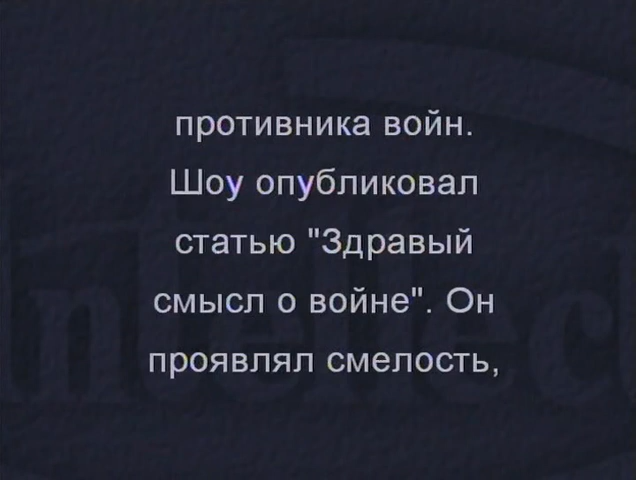 противника войн.
Шоу опубликовал
статью "Здравый
смысл о войне". Он
проявлял смелость,